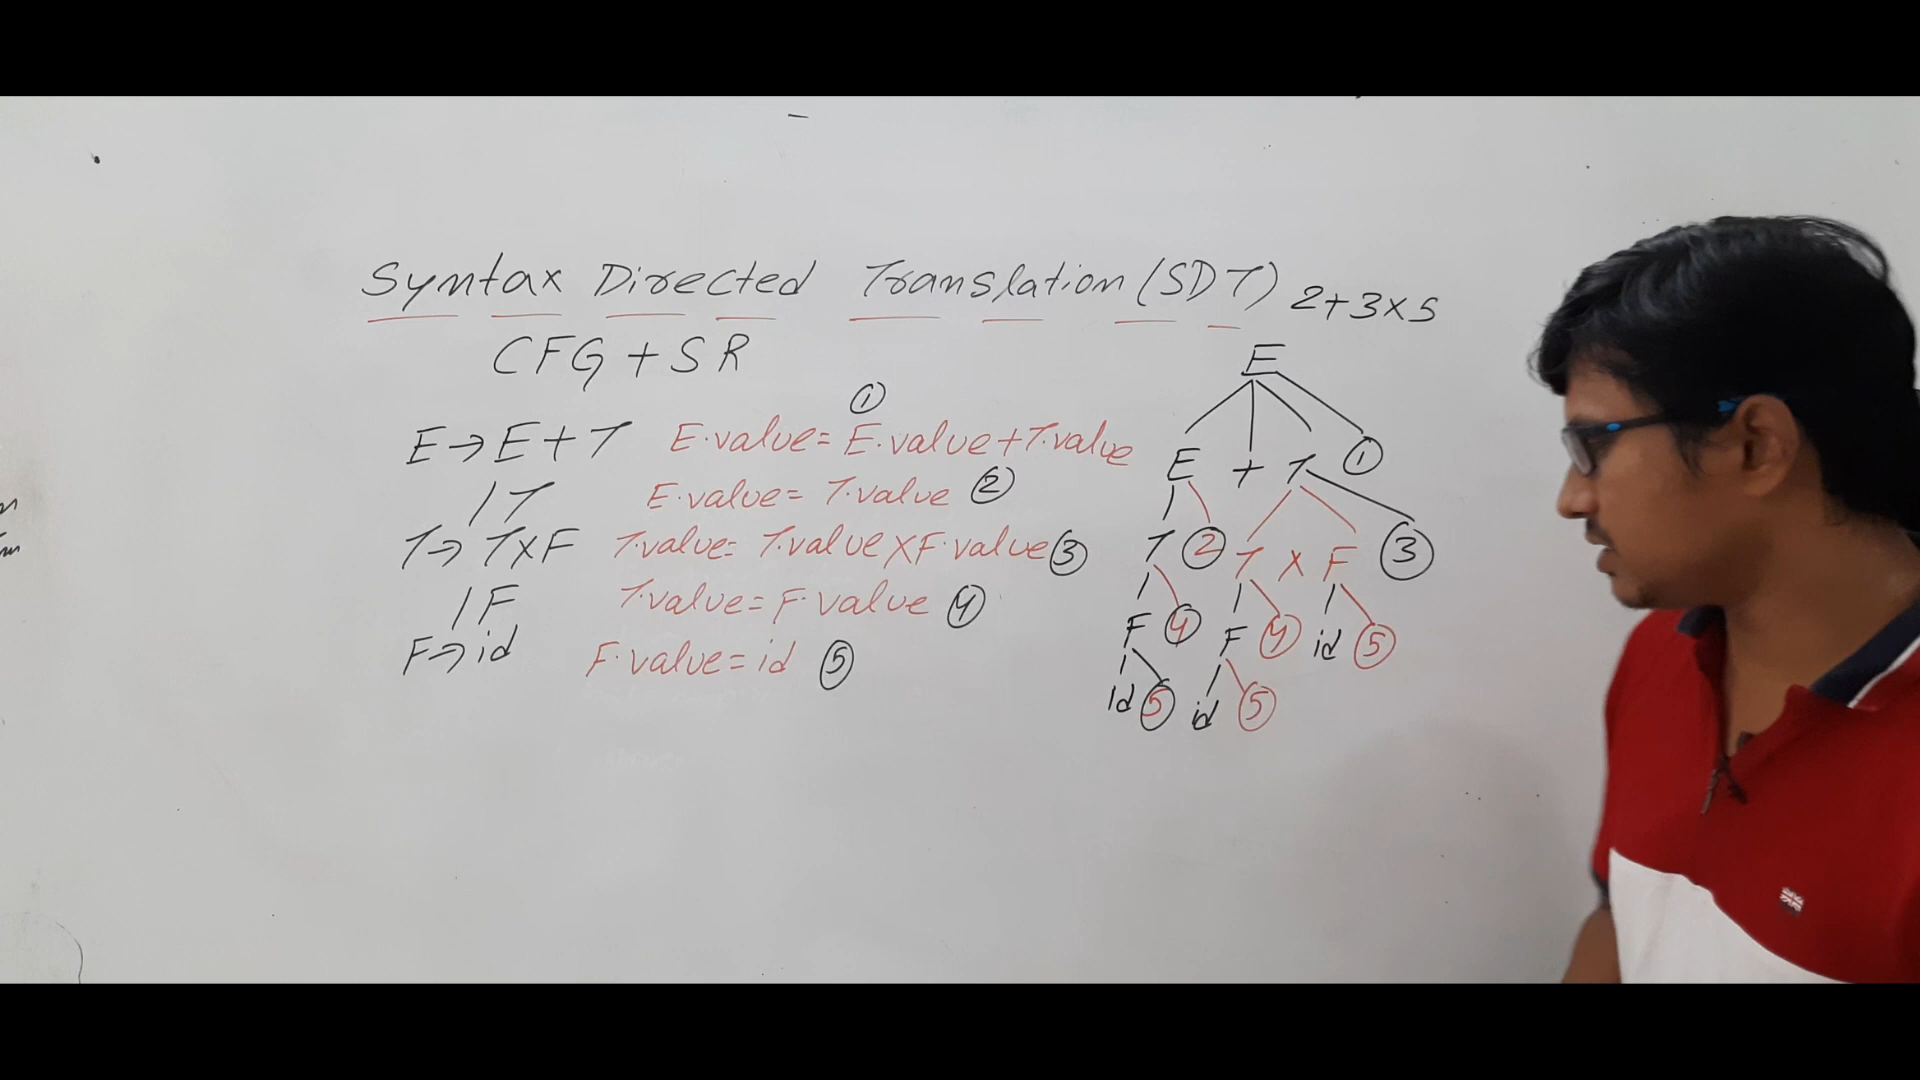 Syntax Directed Translation (SDT)
2+3×5
CFG + SR
①
E→E+T E.value=E.value+T.value
/T E.value=T.value ②
T→T×F T.value=T.value×F.value ③
/F T.value=F.value ④
F→id F.value=id ⑤
E
E + T ①
T ② T × F ③
F ④ F ④ id ⑤
id ⑤ id ⑤